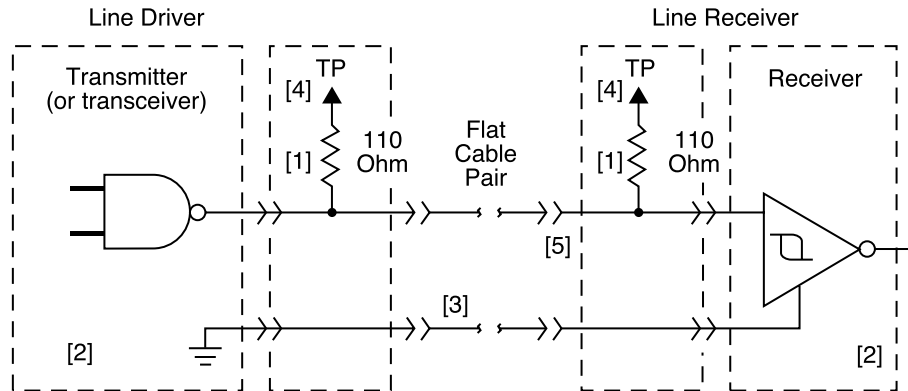 Line Driver
Line Receiver
Transmitter
(or transceiver)
TP
[4]
[1]
110
Ohm
Flat
Cable
Pair
TP
[4]
[1]
110
Ohm
Receiver
[5]
[3]
[2]
[2]